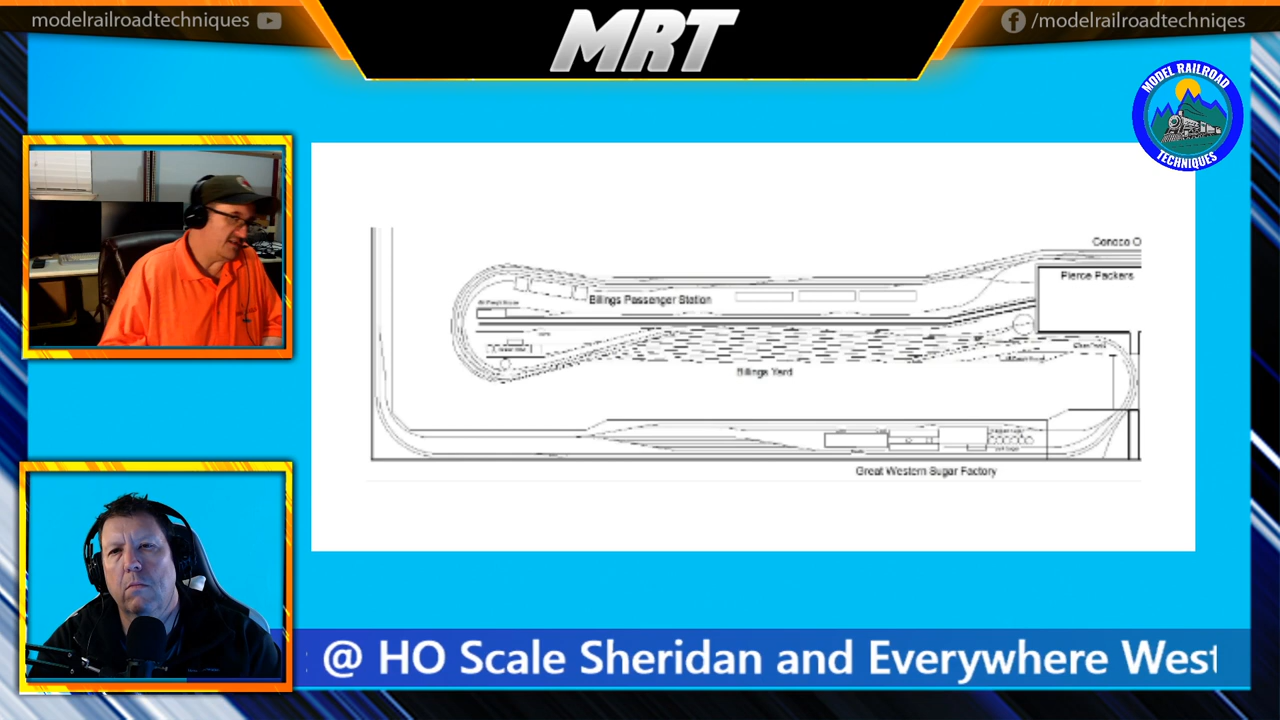 modelrailroadtechniques
MRT
/modelrailroadtechniqes
MODEL RAILROAD
TECHNIQUES
Conoco O
Pierce Packers
Billings Passenger Station
Billings Yard
Great Western Sugar Factory
@ HO Scale Sheridan and Everywhere West